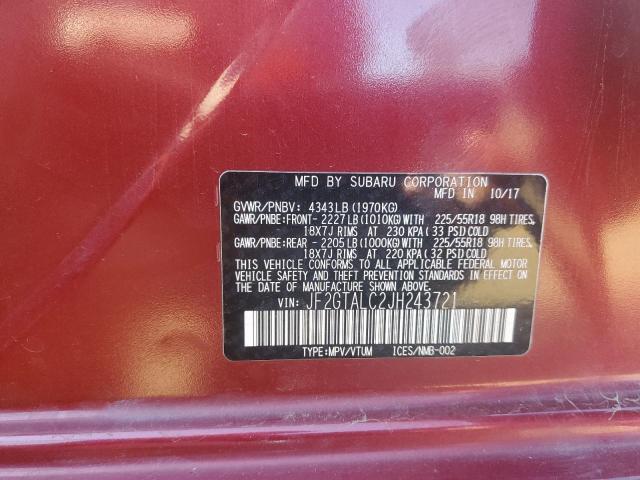 MFD BY SUBARU CORPORATION
MFD IN 10/17
GVWR/PNBV: 4343LB(1970KG)
GAWR/PNBE:FRONT- 2227LB(1010KG)WITH 225/55R18 98H TIRES,
18X7J RIMS AT 230 KPA(33 PSI)COLD
GAWR/PNBE:REAR - 2205LB(1000KG)WITH 225/55R18 98H TIRES,
18X7J RIMS AT 220 KPA(32 PSI)COLD
THIS VEHICLE CONFORMS TO ALL APPLICABLE FEDERAL MOTOR
VEHICLE SAFETY AND THEFT PREVENTION STANDARDS IN EFFECT
ON THE DATE OF MANUFACTURE SHOWN ABOVE.
VIN: JF2GTALC2JH243721
TYPE:MPV/VTUM ICES/NMB-002